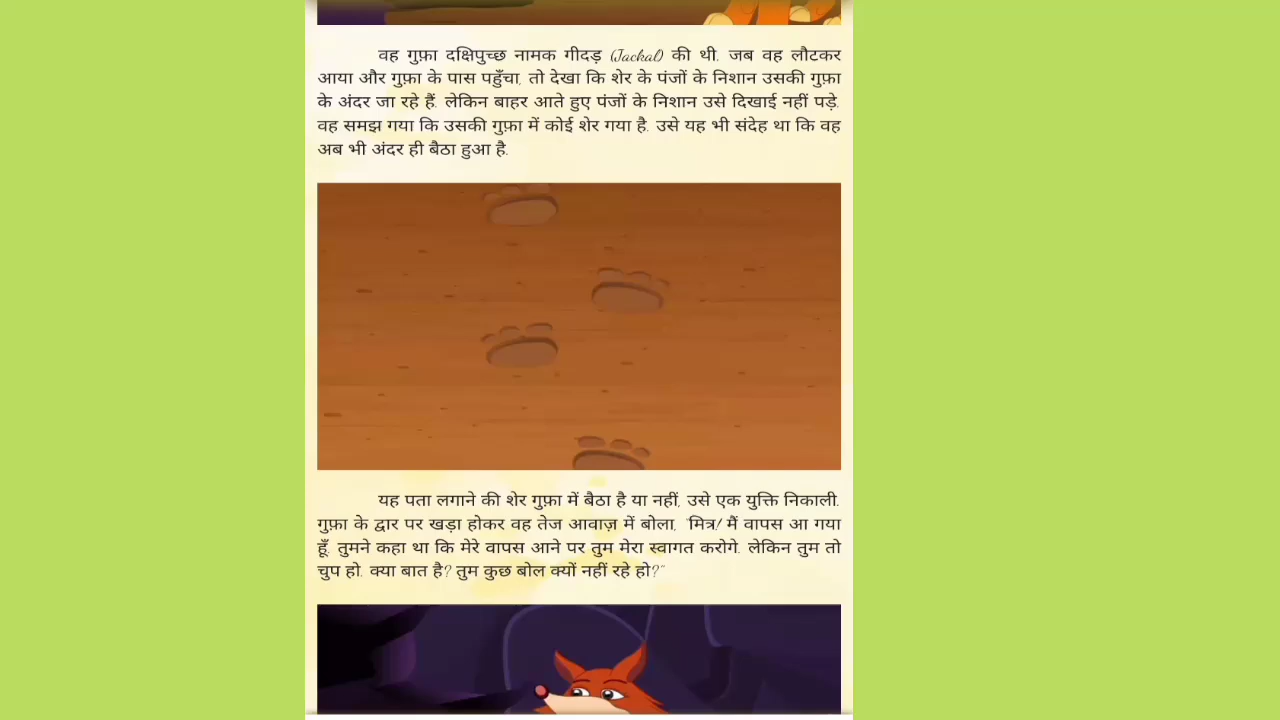 वह गुफ़ा दक्षिपुच्छ नामक गीदड़ (Jackal) की थी. जब वह लौटकर
आया और गुफ़ा के पास पहुँचा, तो देखा कि शेर के पंजों के निशान उसकी गुफ़ा
के अंदर जा रहे हैं. लेकिन बाहर आते हुए पंजों के निशान उसे दिखाई नहीं पड़े.
वह समझ गया कि उसकी गुफ़ा में कोई शेर गया है. उसे यह भी संदेह था कि वह
अब भी अंदर ही बैठा हुआ है.
यह पता लगाने की शेर गुफ़ा में बैठा है या नहीं, उसे एक युक्ति निकाली.
गुफ़ा के द्वार पर खड़ा होकर वह तेज आवाज़ में बोला, "मित्र! मैं वापस आ गया
हूँ. तुमने कहा था कि मेरे वापस आने पर तुम मेरा स्वागत करोगे. लेकिन तुम तो
चुप हो. क्या बात है? तुम कुछ बोल क्यों नहीं रहे हो?"